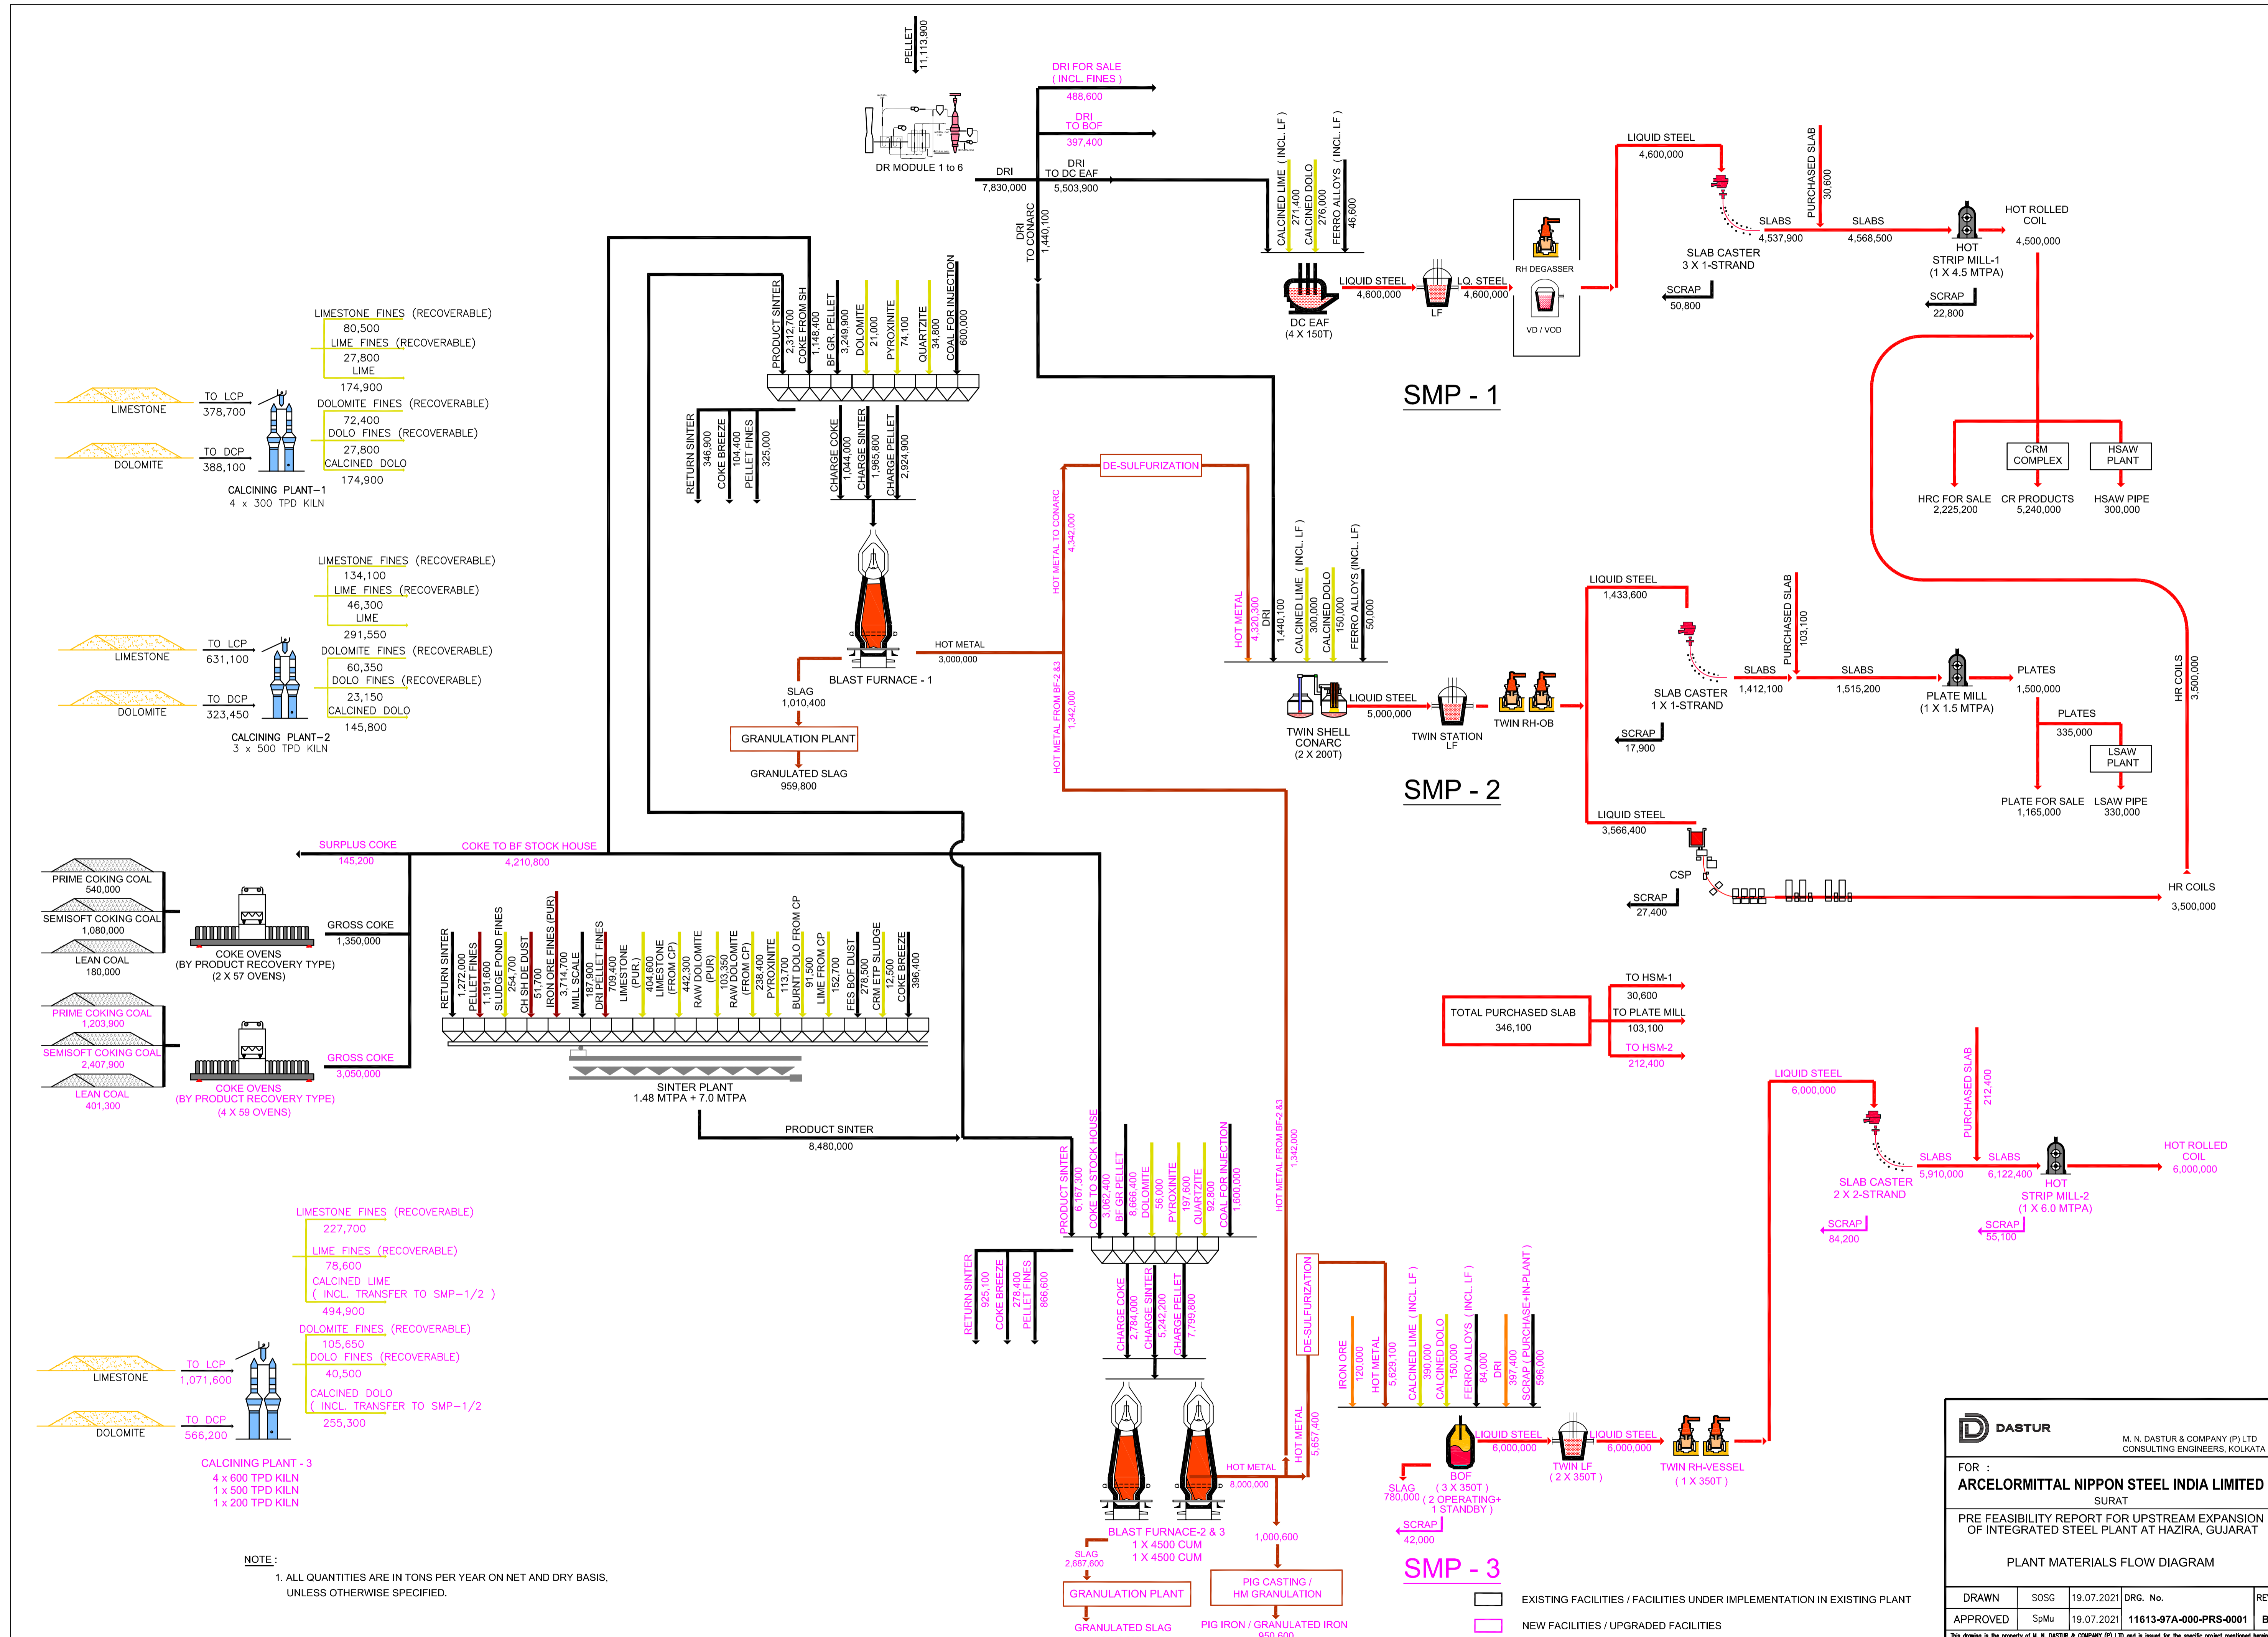 PELLET
11,113,900
DR MODULE 1 to 6
DRI FOR SALE
( INCL. FINES )
488,600
DRI
TO BOF
397,400
DRI
7,830,000
DRI
TO DC EAF
5,503,900
DRI
TO CONARC
1,440,100
CALCINED LIME ( INCL. LF )
271,400
CALCINED DOLO
276,000
FERRO ALLOYS ( INCL. LF )
46,600
DC EAF
(4 X 150T)
LIQUID STEEL
4,600,000
LF
LQ. STEEL
4,600,000
RH DEGASSER
VD / VOD
LIQUID STEEL
4,600,000
SLAB CASTER
3 X 1-STRAND
SCRAP
50,800
SLABS
4,537,900
PURCHASED SLAB
30,600
SLABS
4,568,500
HOT
STRIP MILL-1
(1 X 4.5 MTPA)
SCRAP
22,800
HOT ROLLED
COIL
4,500,000
SMP - 1
CRM
COMPLEX
HSAW
PLANT
HRC FOR SALE
2,225,200
CR PRODUCTS
5,240,000
HSAW PIPE
300,000
LIMESTONE
TO LCP
378,700
DOLOMITE
TO DCP
388,100
LIMESTONE FINES (RECOVERABLE)
80,500
LIME FINES (RECOVERABLE)
27,800
LIME
174,900
DOLOMITE FINES (RECOVERABLE)
72,400
DOLO FINES (RECOVERABLE)
27,800
CALCINED DOLO
174,900
CALCINING PLANT-1
4 x 300 TPD KILN
LIMESTONE
TO LCP
631,100
DOLOMITE
TO DCP
323,450
LIMESTONE FINES (RECOVERABLE)
134,100
LIME FINES (RECOVERABLE)
46,300
LIME
291,550
DOLOMITE FINES (RECOVERABLE)
60,350
DOLO FINES (RECOVERABLE)
23,150
CALCINED DOLO
145,800
CALCINING PLANT-2
3 x 500 TPD KILN
PRODUCT SINTER
2,312,700
COKE FROM SH
1,148,400
BF GR. PELLET
3,249,900
DOLOMITE
21,000
PYROXINITE
74,100
QUARTZITE
34,800
COAL FOR INJECTION
600,000
RETURN SINTER
346,900
COKE BREEZE
104,400
PELLET FINES
325,000
CHARGE COKE
1,044,000
CHARGE SINTER
1,965,800
CHARGE PELLET
2,924,900
BLAST FURNACE - 1
HOT METAL
3,000,000
SLAG
1,010,400
GRANULATION PLANT
GRANULATED SLAG
959,800
HOT METAL TO CONARC
4,342,000
DE-SULFURIZATION
HOT METAL FROM BF-2 &3
1,342,000
HOT METAL
4,320,300
DRI
1,440,100
CALCINED LIME ( INCL. LF )
300,000
CALCINED DOLO
150,000
FERRO ALLOYS (INCL. LF)
50,000
TWIN SHELL
CONARC
(2 X 200T)
LIQUID STEEL
5,000,000
TWIN STATION
LF
TWIN RH-OB
SMP - 2
LIQUID STEEL
1,433,600
SLAB CASTER
1 X 1-STRAND
SCRAP
17,900
SLABS
1,412,100
PURCHASED SLAB
103,100
SLABS
1,515,200
PLATE MILL
(1 X 1.5 MTPA)
PLATES
1,500,000
PLATES
335,000
LSAW
PLANT
PLATE FOR SALE
1,165,000
LSAW PIPE
330,000
HR COILS
3,500,000
LIQUID STEEL
3,566,400
CSP
SCRAP
27,400
HR COILS
3,500,000
SURPLUS COKE
145,200
COKE TO BF STOCK HOUSE
4,210,800
PRIME COKING COAL
540,000
SEMISOFT COKING COAL
1,080,000
LEAN COAL
180,000
COKE OVENS
(BY PRODUCT RECOVERY TYPE)
(2 X 57 OVENS)
GROSS COKE
1,350,000
PRIME COKING COAL
1,203,900
SEMISOFT COKING COAL
2,407,900
LEAN COAL
401,300
COKE OVENS
(BY PRODUCT RECOVERY TYPE)
(4 X 59 OVENS)
GROSS COKE
3,050,000
RETURN SINTER
1,272,000
PELLET FINES
1,191,600
SLUDGE POND FINES
254,700
CH SH DE DUST
51,700
IRON ORE FINES (PUR)
3,714,700
MILL SCALE
187,900
DRI PELLET FINES
709,400
LIMESTONE
(PUR.)
404,600
LIMESTONE
(FROM CP)
442,300
RAW DOLOMITE
(PUR)
103,350
RAW DOLOMITE
(FROM CP)
238,400
PYROXINITE
113,700
BURNT DOLO FROM CP
91,500
LIME FROM CP
152,700
FES BOF DUST
278,500
CRM ETP SLUDGE
12,500
COKE BREEZE
396,400
SINTER PLANT
1.48 MTPA + 7.0 MTPA
PRODUCT SINTER
8,480,000
TOTAL PURCHASED SLAB
346,100
TO HSM-1
30,600
TO PLATE MILL
103,100
TO HSM-2
212,400
PRODUCT SINTER
6,167,300
COKE TO STOCK HOUSE
3,062,400
BF GR PELLET
8,666,400
DOLOMITE
56,000
PYROXINITE
197,600
QUARTZITE
92,800
COAL FOR INJECTION
1,600,000
HOT METAL FROM BF-2 &3
1,342,000
RETURN SINTER
925,100
COKE BREEZE
278,400
PELLET FINES
866,600
CHARGE COKE
2,784,000
CHARGE SINTER
5,242,200
CHARGE PELLET
7,799,800
BLAST FURNACE-2 & 3
1 X 4500 CUM
1 X 4500 CUM
SLAG
2,687,600
GRANULATION PLANT
GRANULATED SLAG
HOT METAL
8,000,000
1,000,600
PIG CASTING /
HM GRANULATION
PIG IRON / GRANULATED IRON
950,600
HOT METAL
5,657,400
DE-SULFURIZATION
IRON ORE
120,000
HOT METAL
5,629,100
CALCINED LIME ( INCL. LF )
390,000
CALCINED DOLO
150,000
FERRO ALLOYS ( INCL. LF )
84,000
DRI
397,400
SCRAP ( PURCHASE+IN-PLANT )
596,000
BOF
( 3 X 350T )
( 2 OPERATING+
1 STANDBY )
SLAG
780,000
SCRAP
42,000
LIQUID STEEL
6,000,000
TWIN LF
( 2 X 350T )
LIQUID STEEL
6,000,000
TWIN RH-VESSEL
( 1 X 350T )
SMP - 3
LIQUID STEEL
6,000,000
SLAB CASTER
2 X 2-STRAND
SCRAP
84,200
SLABS
5,910,000
PURCHASED SLAB
212,400
SLABS
6,122,400
HOT
STRIP MILL-2
(1 X 6.0 MTPA)
SCRAP
55,100
HOT ROLLED
COIL
6,000,000
LIMESTONE
TO LCP
1,071,600
DOLOMITE
TO DCP
566,200
LIMESTONE FINES (RECOVERABLE)
227,700
LIME FINES (RECOVERABLE)
78,600
CALCINED LIME
( INCL. TRANSFER TO SMP-1/2 )
494,900
DOLOMITE FINES (RECOVERABLE)
105,650
DOLO FINES (RECOVERABLE)
40,500
CALCINED DOLO
( INCL. TRANSFER TO SMP-1/2
255,300
CALCINING PLANT - 3
4 x 600 TPD KILN
1 x 500 TPD KILN
1 x 200 TPD KILN
NOTE :
1. ALL QUANTITIES ARE IN TONS PER YEAR ON NET AND DRY BASIS,
UNLESS OTHERWISE SPECIFIED.
EXISTING FACILITIES / FACILITIES UNDER IMPLEMENTATION IN EXISTING PLANT
NEW FACILITIES / UPGRADED FACILITIES
DASTUR
M. N. DASTUR & COMPANY (P) LTD
CONSULTING ENGINEERS, KOLKATA
FOR :
ARCELORMITTAL NIPPON STEEL INDIA LIMITED
SURAT
PRE FEASIBILITY REPORT FOR UPSTREAM EXPANSION
OF INTEGRATED STEEL PLANT AT HAZIRA, GUJARAT
PLANT MATERIALS FLOW DIAGRAM
DRAWN SOSG 19.07.2021 DRG. No. RE
APPROVED SpMu 19.07.2021 11613-97A-000-PRS-0001 B
This drawing is the property of M. N. DASTUR & COMPANY (P) LTD and is issued for the specific project mentioned